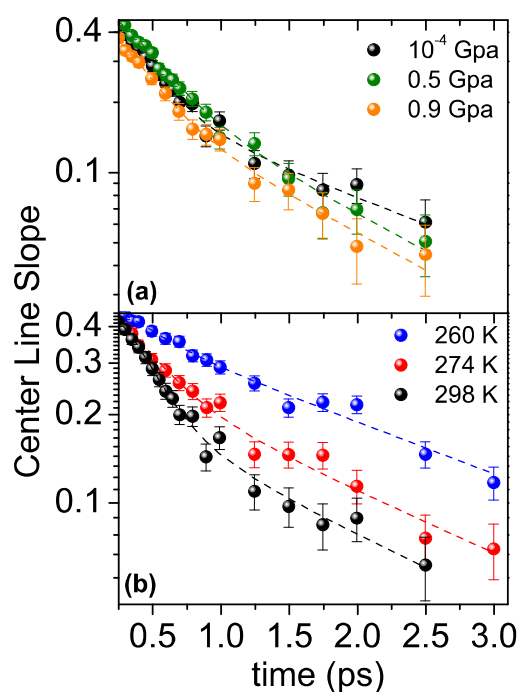 0.4
10⁻⁴ Gpa
0.5 Gpa
0.9 Gpa
0.1
(a)
Center Line Slope
0.4
260 K
0.3
274 K
298 K
0.2
0.1
(b)
0.5 1.0 1.5 2.0 2.5 3.0
time (ps)